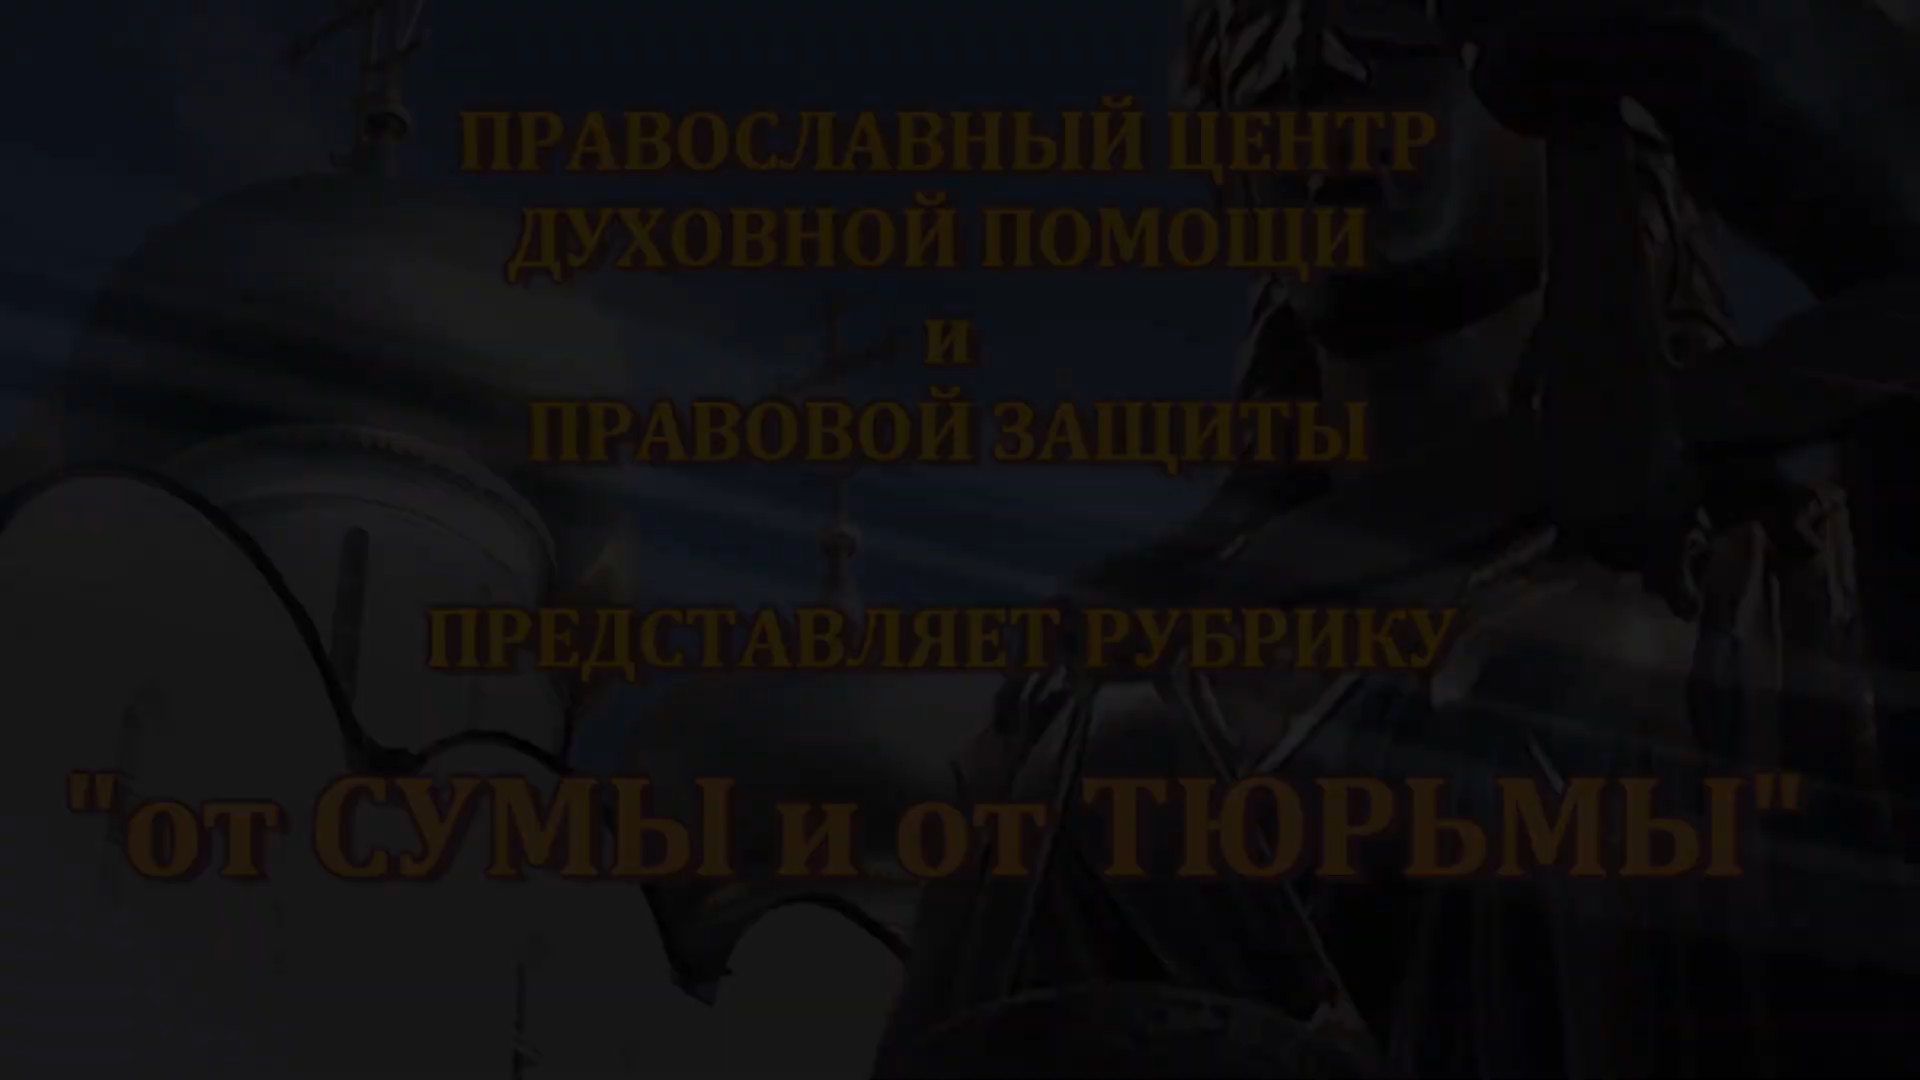 ПРАВОСЛАВНЫЙ ЦЕНТР
ДУХОВНОЙ ПОМОЩИ
и
ПРАВОВОЙ ЗАЩИТЫ
ПРЕДСТАВЛЯЕТ РУБРИКУ
"от СУМЫ и от ТЮРЬМЫ"